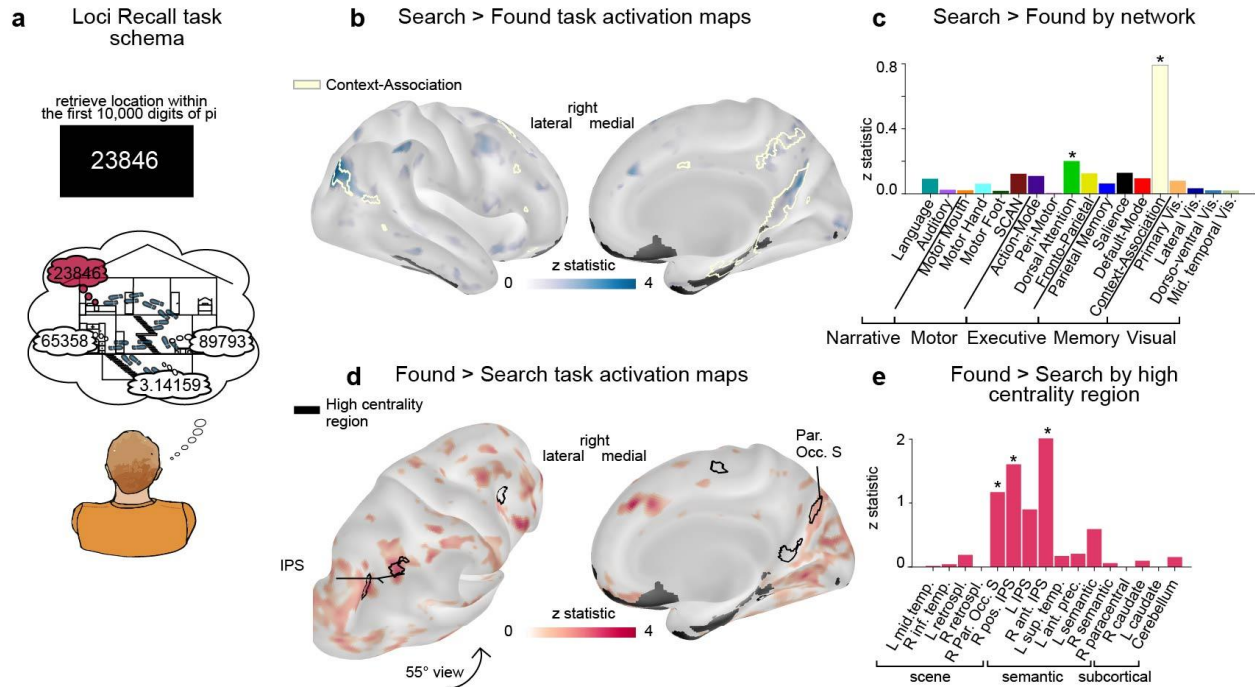 a
Loci Recall task
schema
retrieve location within
the first 10,000 digits of pi
23846
23846
65358
89793
3.14159
b
Search > Found task activation maps
Context-Association
right
lateral medial
z statistic
0
4
c
Search > Found by network
z statistic
0.8
0.4
0.0
*
*
Language
Auditory
Motor Mouth
Motor Hand
Motor Foot
SCAN
Action-Mode
Peri-Motor
Dorsal Attention
Fronto-Parietal
Parietal Memory
Salience
Default-Mode
Context-Association
Primary Vis.
Lateral Vis.
Dorso-ventral Vis.
Mid. temporal Vis.
Narrative Motor Executive Memory Visual
d
Found > Search task activation maps
High centrality
region
right
lateral medial
Par.
Occ. S
IPS
z statistic
0
4
55° view
e
Found > Search by high
centrality region
z statistic
2
1
0
*
*
*
L mid.temp.
R inf. temp.
L retrospl.
R retrospl.
R Par. Occ. S
R pos. IPS
L IPS
R ant. IPS
R ant. temp.
L sup. prec.
L ant. semantic
R semantic
R paracentral
R caudate
L caudate
Cerebellum
scene
semantic
subcortical